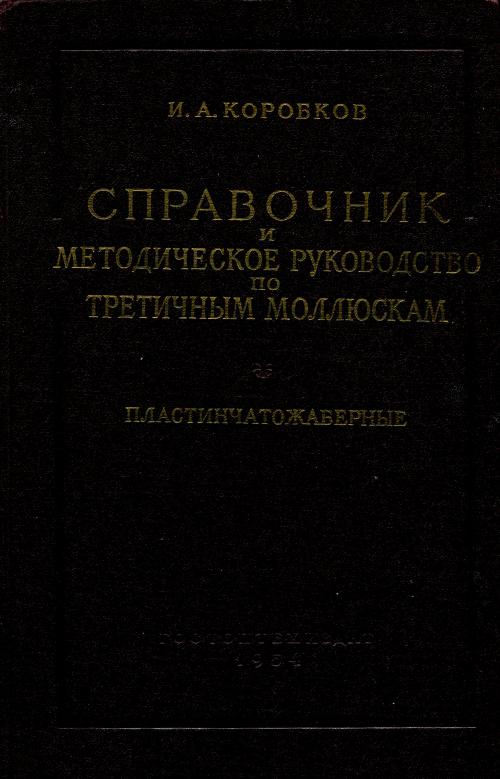 И. А. КОРОБКОВ
СПРАВОЧНИК
И
МЕТОДИЧЕСКОЕ РУКОВОДСТВО
ПО
ТРЕТИЧНЫМ МОЛЛЮСКАМ
ПЛАСТИНЧАТОЖАБЕРНЫЕ
ГОСТОПТЕХИЗДАТ
1954